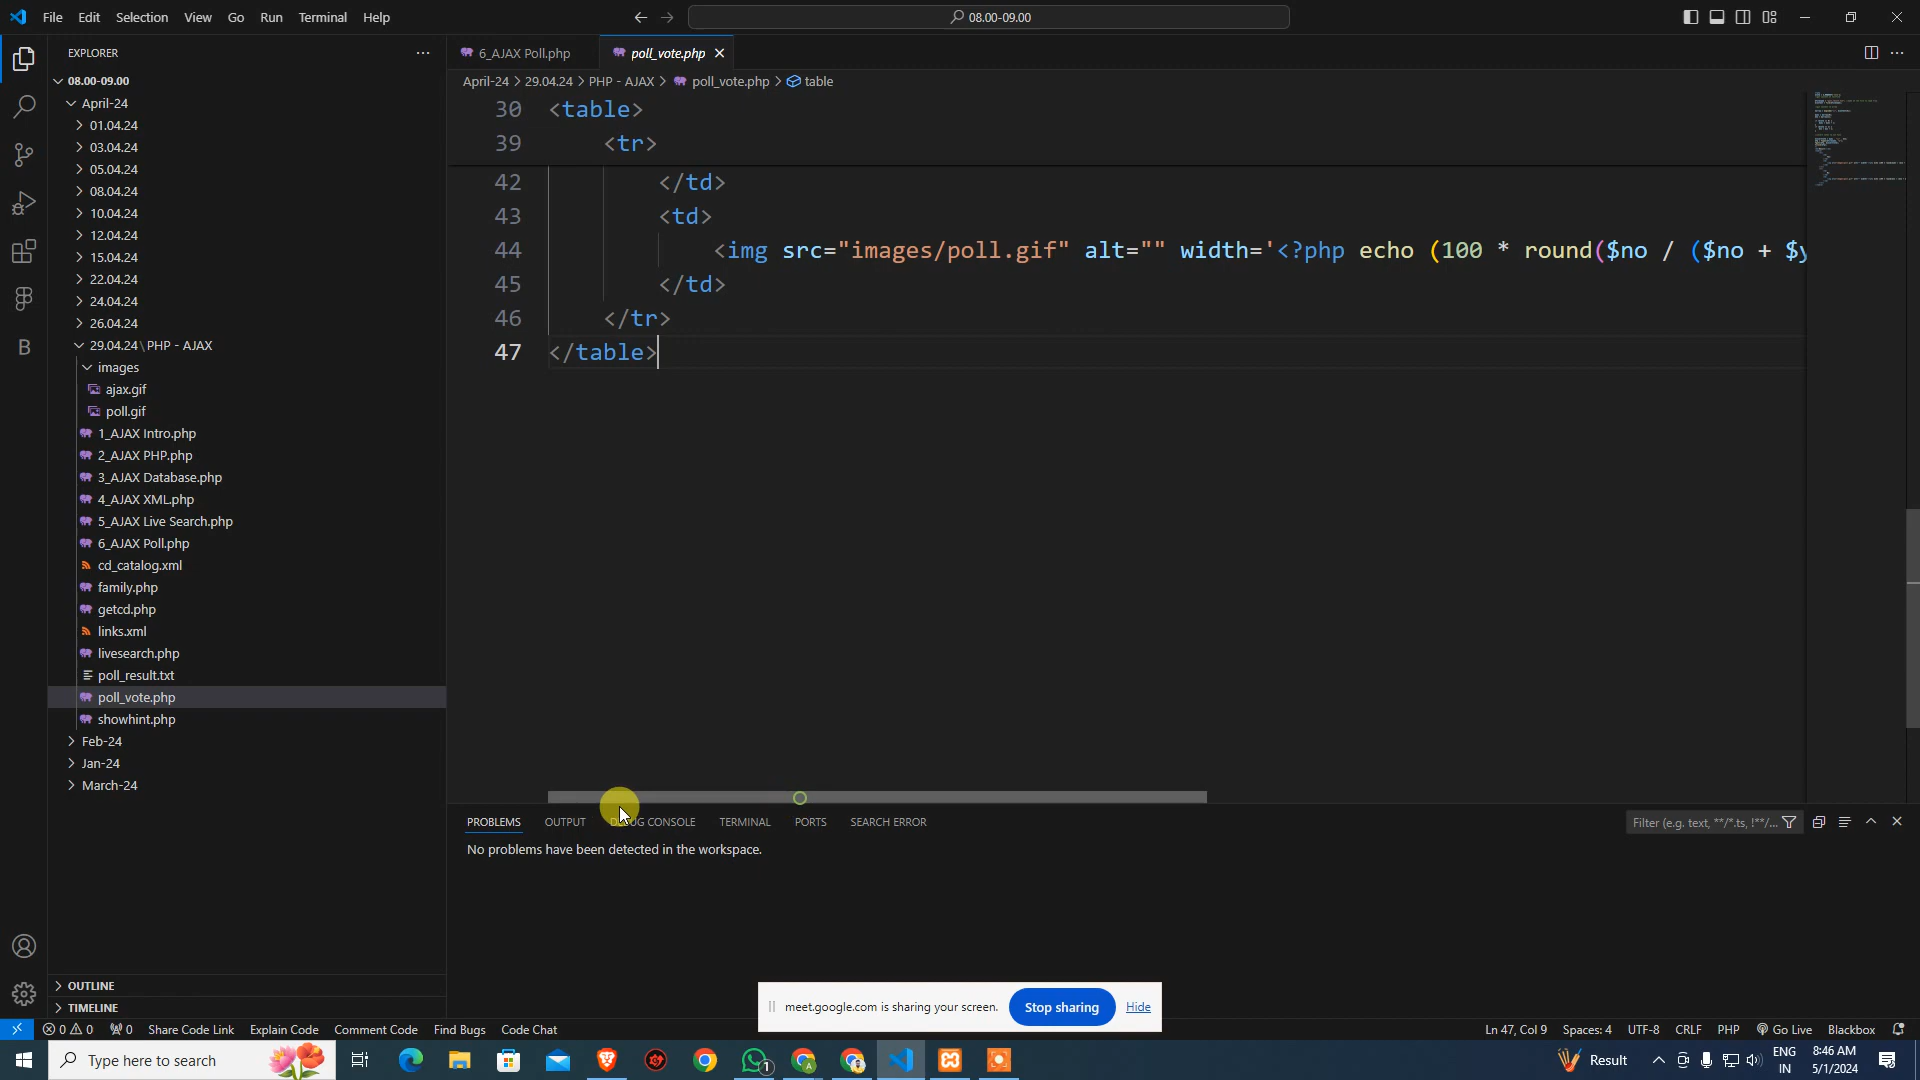 File Edit Selection View Go Run Terminal Help
08.00-09.00
EXPLORER
08.00-09.00
April-24
01.04.24
03.04.24
05.04.24
08.04.24
10.04.24
12.04.24
15.04.24
22.04.24
24.04.24
26.04.24
29.04.24 \ PHP - AJAX
images
ajax.gif
poll.gif
1_AJAX Intro.php
2_AJAX PHP.php
3_AJAX Database.php
4_AJAX XML.php
5_AJAX Live Search.php
6_AJAX Poll.php
cd_catalog.xml
family.php
getcd.php
links.xml
livesearch.php
poll_result.txt
poll_vote.php
showhint.php
Feb-24
Jan-24
March-24
OUTLINE
TIMELINE
6_AJAX Poll.php poll_vote.php
April-24 > 29.04.24 > PHP - AJAX > poll_vote.php > table
30 <table>
39 <tr>
42 </td>
43 <td>
44 <img src="images/poll.gif" alt="" width='<?php echo (100 * round($no / ($no + $y
45 </td>
46 </tr>
47 </table>
PROBLEMS OUTPUT DEBUG CONSOLE TERMINAL PORTS SEARCH ERROR
Filter (e.g. text, **/*.ts, !**/...
No problems have been detected in the workspace.
meet.google.com is sharing your screen. Stop sharing Hide
0 0 0 Share Code Link Explain Code Comment Code Find Bugs Code Chat
Ln 47, Col 9 Spaces: 4 UTF-8 CRLF PHP Go Live Blackbox
Type here to search
1
A
Result
ENG
IN
8:46 AM
5/1/2024